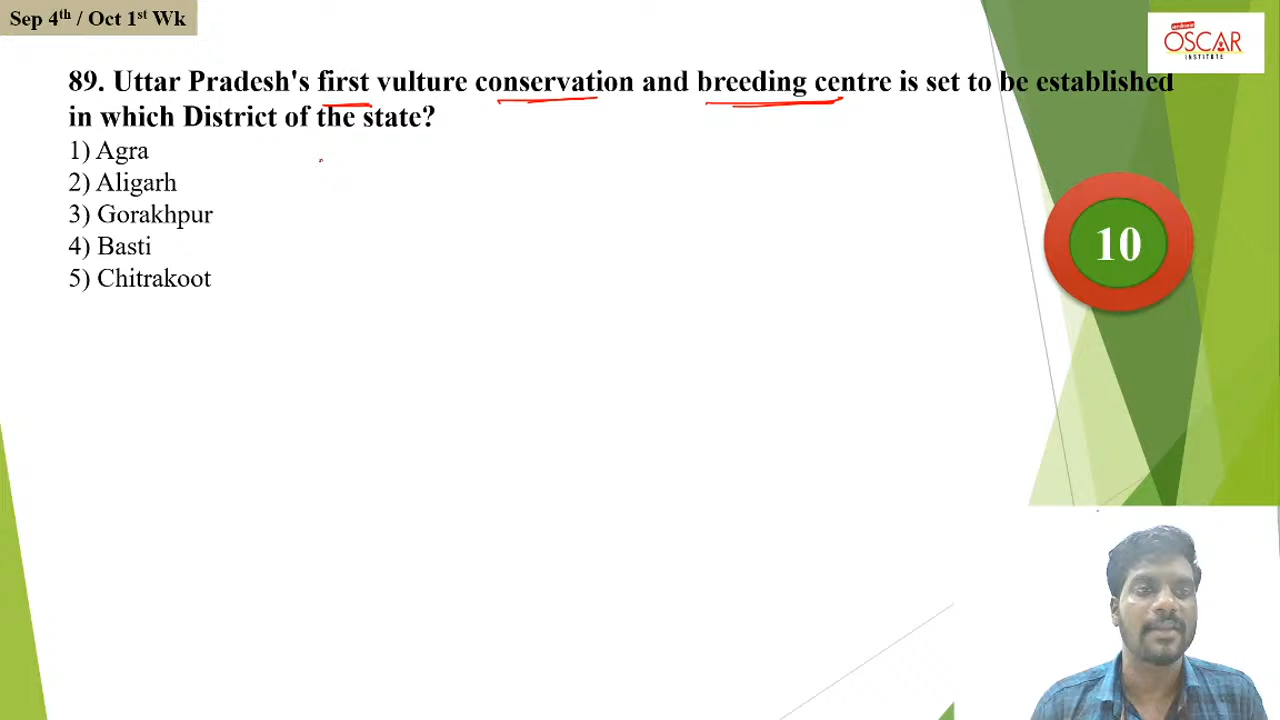 Sep 4th / Oct 1st Wk
OSCAR
INSTITUTE
89. Uttar Pradesh's first vulture conservation and breeding centre is set to be established
in which District of the state?
1) Agra
2) Aligarh
3) Gorakhpur
4) Basti
5) Chitrakoot
10